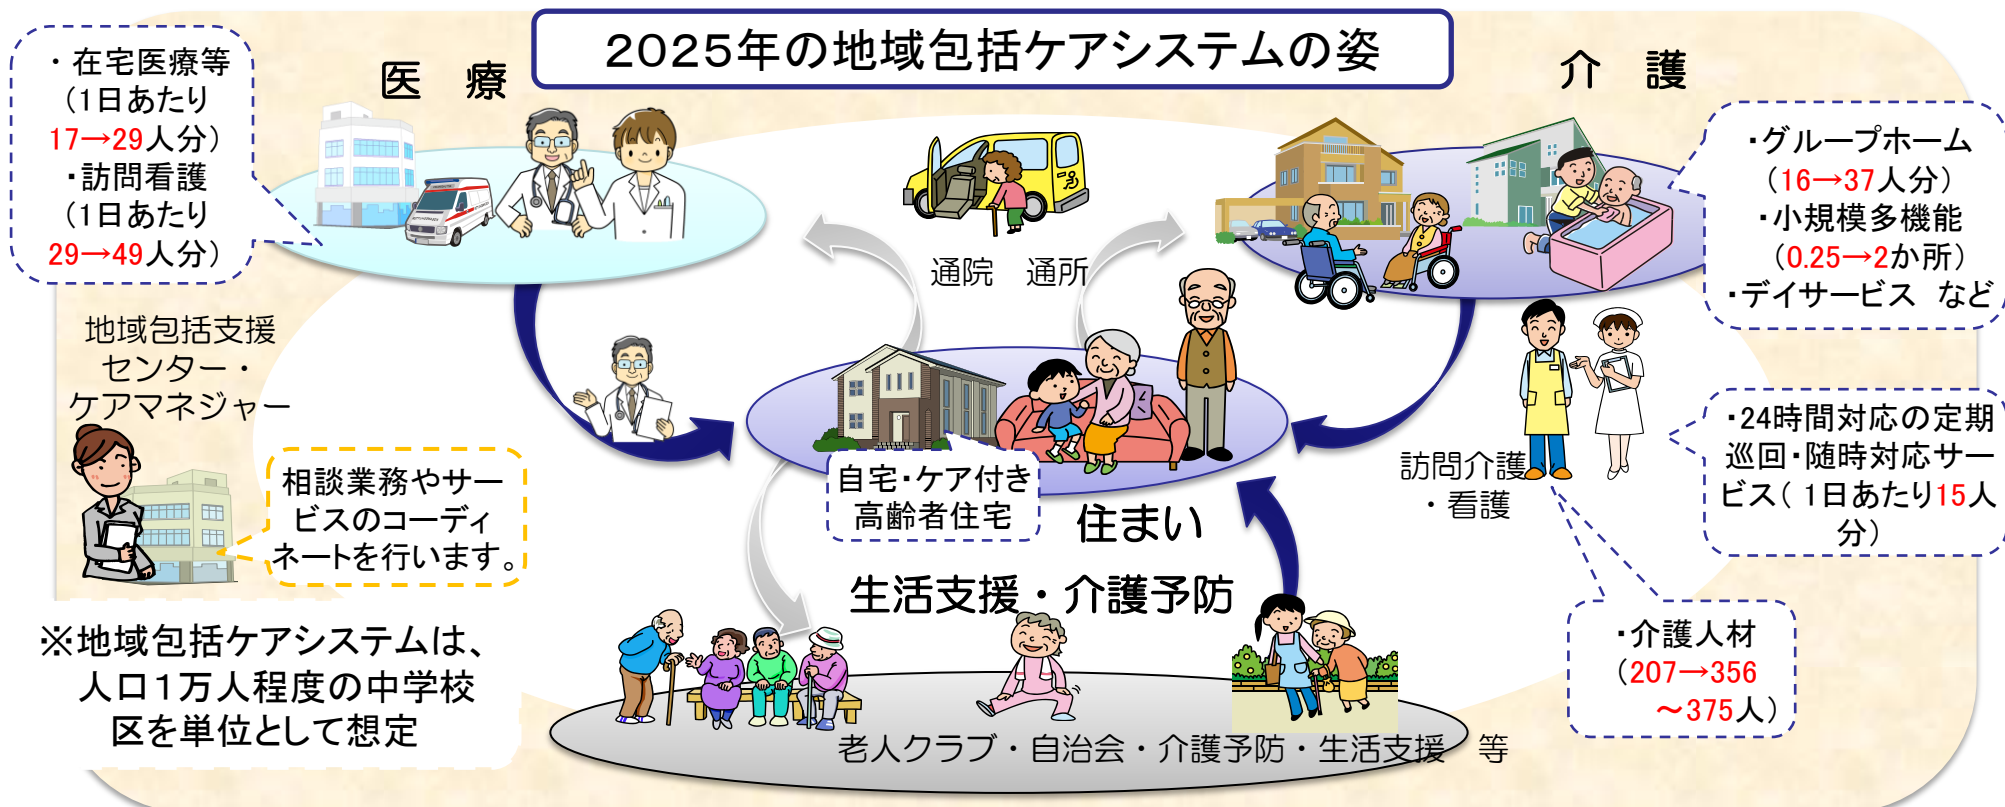 2025年の地域包括ケアシステムの姿
・在宅医療等
(1日あたり
17→29人分)
・訪問看護
(1日あたり
29→49人分)
医 療
介 護
・グループホーム
(16→37人分)
・小規模多機能
(0.25→2か所)
・デイサービス など
通院 通所
地域包括支援
センター・
ケアマネジャー
相談業務やサー
ビスのコーディ
ネートを行います。
自宅・ケア付き
高齢者住宅
住まい
訪問介護
・看護
・24時間対応の定期
巡回・随時対応サー
ビス( 1日あたり15人
分)
生活支援・介護予防
・介護人材
(207→356
～375人)
※地域包括ケアシステムは、
人口1万人程度の中学校
区を単位として想定
老人クラブ・自治会・介護予防・生活支援 等